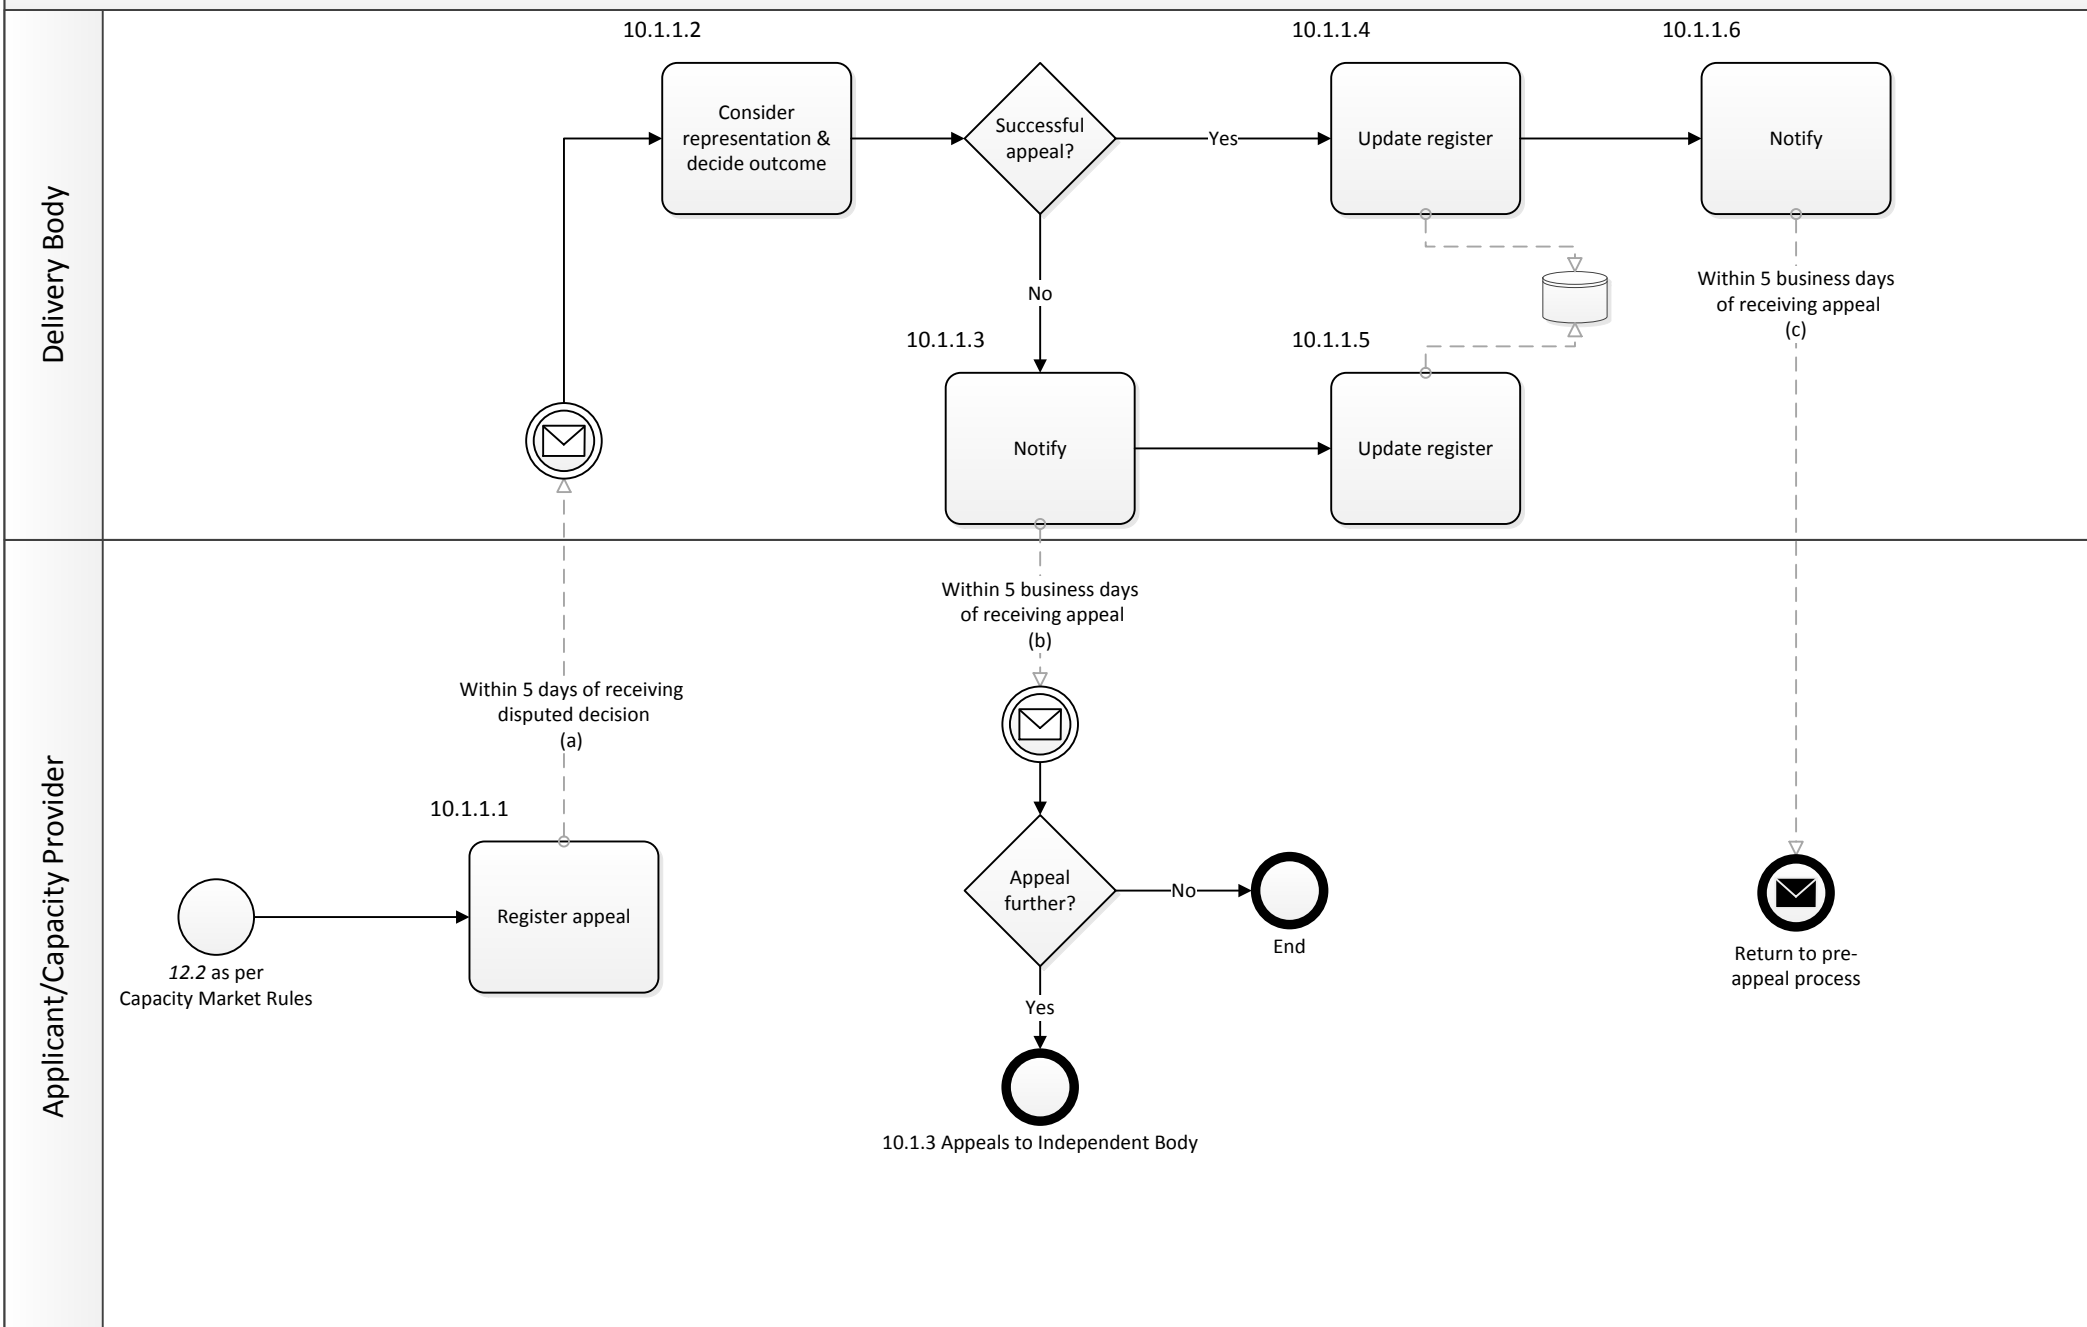 Delivery Body
10.1.1.2
10.1.1.4
10.1.1.6
Consider
representation &
decide outcome
Successful
appeal?
Yes
Update register
Notify
No
Within 5 business days
of receiving appeal
(c)
10.1.1.3
10.1.1.5
Notify
Update register
Applicant/Capacity Provider
Within 5 business days
of receiving appeal
(b)
Within 5 days of receiving
disputed decision
(a)
10.1.1.1
Register appeal
12.2 as per
Capacity Market Rules
Appeal
further?
No
End
Return to pre-
appeal process
Yes
10.1.3 Appeals to Independent Body